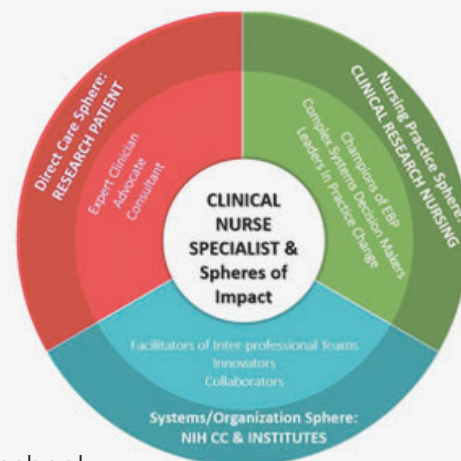 Direct Care Sphere:
RESEARCH PATIENT
Expert Clinician
Advocate
Consultant
Nursing Practice Sphere:
CLINICAL RESEARCH NURSING
Champions of EBP
Complex Systems Decision Makers
Leaders in Practice Change
CLINICAL
NURSE
SPECIALIST &
Spheres of
Impact
Facilitators of Inter-professional Teams
Innovators
Collaborators
Systems/Organization Sphere:
NIH CC & INSTITUTES